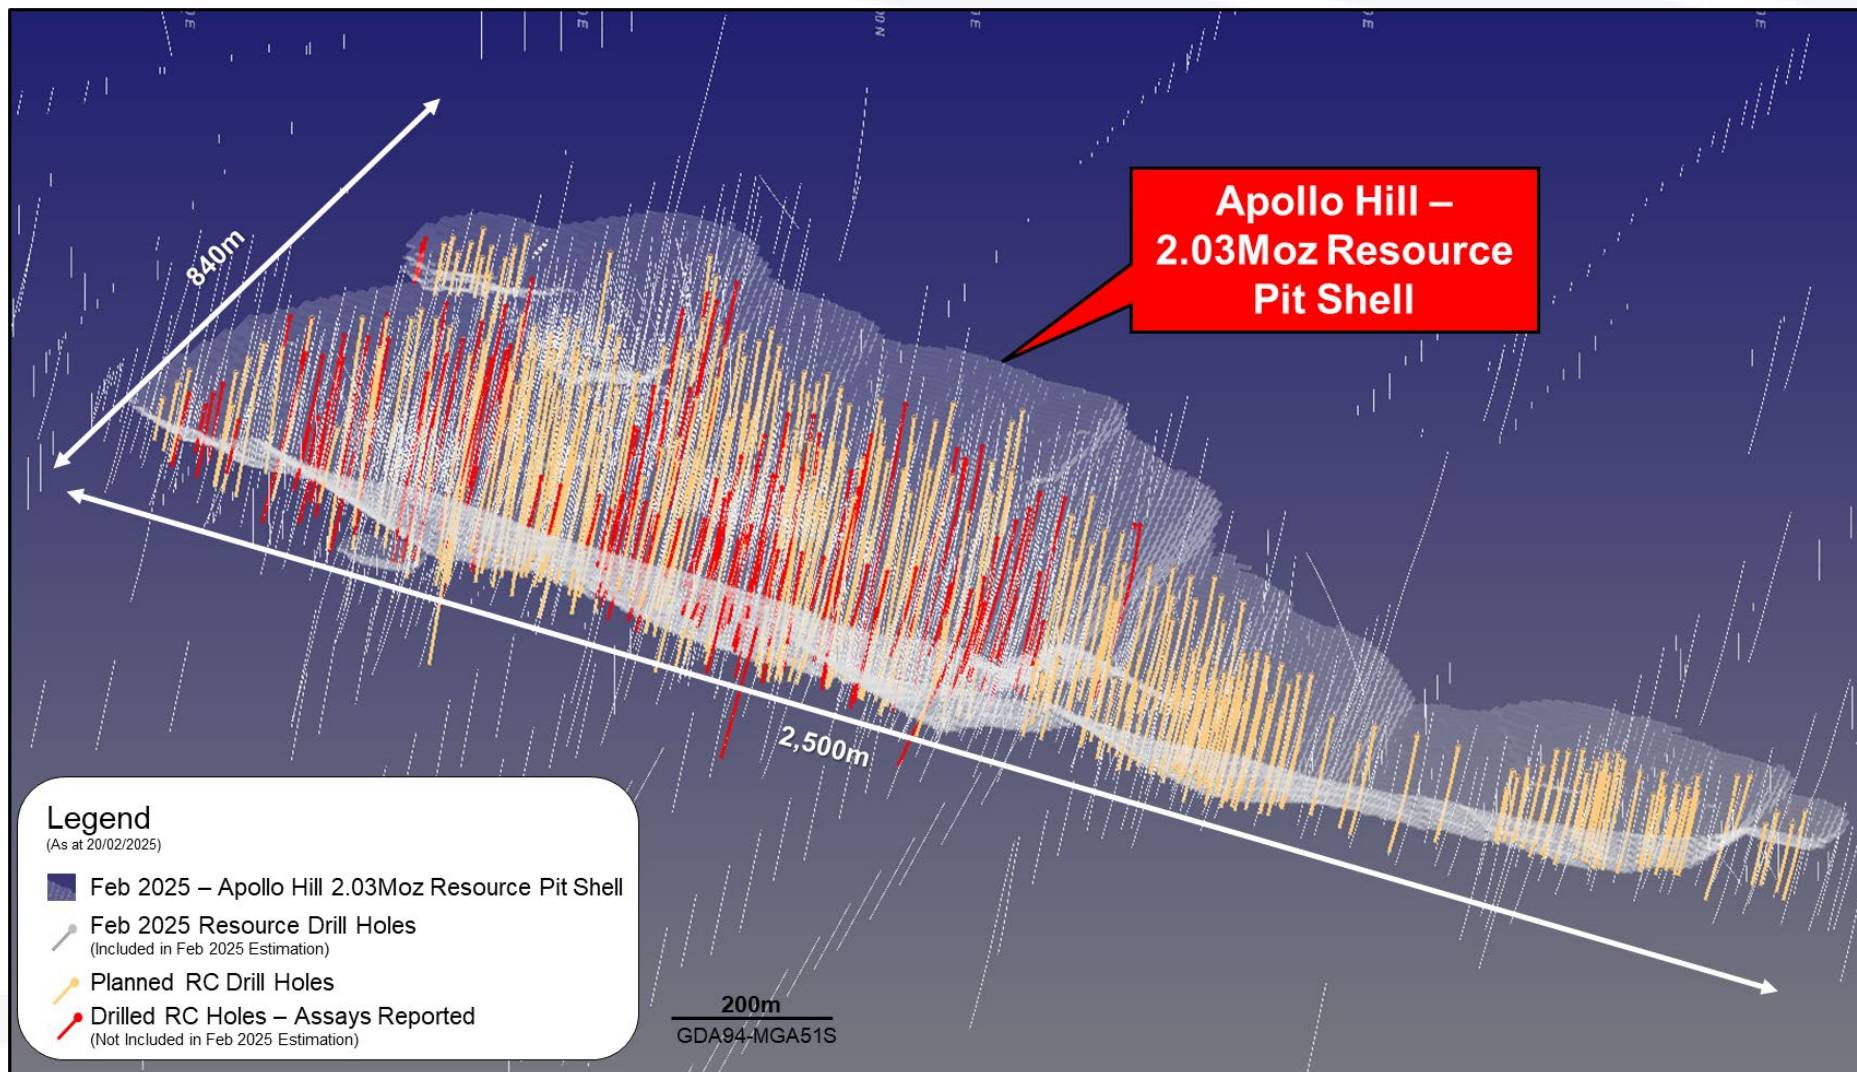 E
E
00 N
E
E
E
840m
Apollo Hill –
2.03Moz Resource
Pit Shell
2,500m
Legend
(As at 20/02/2025)
Feb 2025 – Apollo Hill 2.03Moz Resource Pit Shell
Feb 2025 Resource Drill Holes
(Included in Feb 2025 Estimation)
Planned RC Drill Holes
Drilled RC Holes – Assays Reported
(Not Included in Feb 2025 Estimation)
200m
GDA94-MGA51S